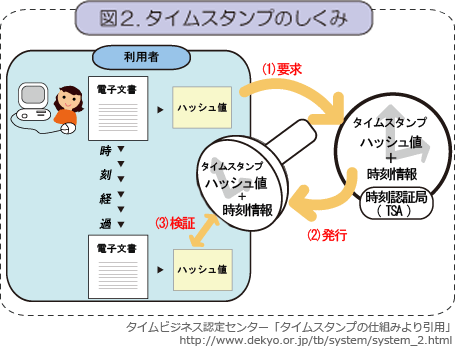 図2.タイムスタンプのしくみ
利用者
(1)要求
電子文書
ハッシュ値
時
刻
経
過
タイムスタンプ
ハッシュ値
+
時刻情報
タイムスタンプ
ハッシュ値
+
時刻情報
時刻認証局
( TSA )
(3)検証
(2)発行
電子文書
ハッシュ値
タイムビジネス認定センター「タイムスタンプの仕組みより引用」
http://www.dekyo.or.jp/tb/system/system_2.html